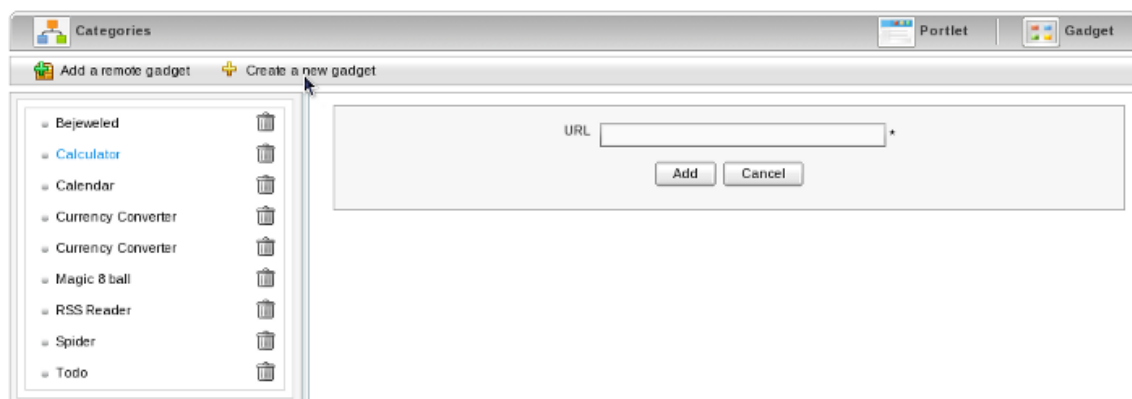 Categories Portlet Gadget
Add a remote gadget Create a new gadget
Bejeweled
URL *
Calculator
Add Cancel
Calendar
Currency Converter
Currency Converter
Magic 8 ball
RSS Reader
Spider
Todo